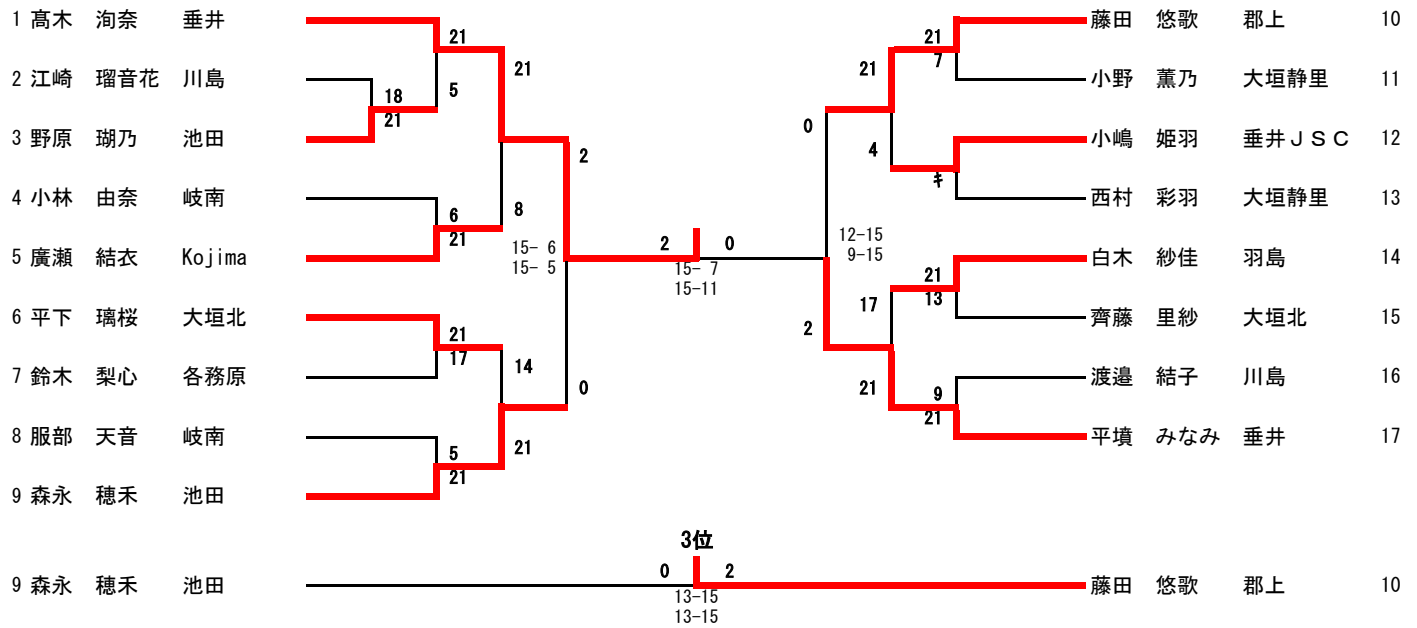 1 髙木 洵奈 垂井
2 江崎 瑠音花 川島
3 野原 瑚乃 池田
4 小林 由奈 岐南
5 廣瀬 結衣 Kojima
6 平下 璃桜 大垣北
7 鈴木 梨心 各務原
8 服部 天音 岐南
9 森永 穂禾 池田
21
5
18
21
6
21
21
17
5
21
21
8
14
21
2
15- 6
15- 5
0
2 0
15- 7
15-11
0
12-15
9-15
2
21
4
17
21
21
7
キ
21
13
9
21
藤田 悠歌 郡上 10
小野 薫乃 大垣静里 11
小嶋 姫羽 垂井ＪＳＣ 12
西村 彩羽 大垣静里 13
白木 紗佳 羽島 14
齊藤 里紗 大垣北 15
渡邉 結子 川島 16
平墳 みなみ 垂井 17
3位
9 森永 穂禾 池田
0 2
13-15
13-15
藤田 悠歌 郡上 10